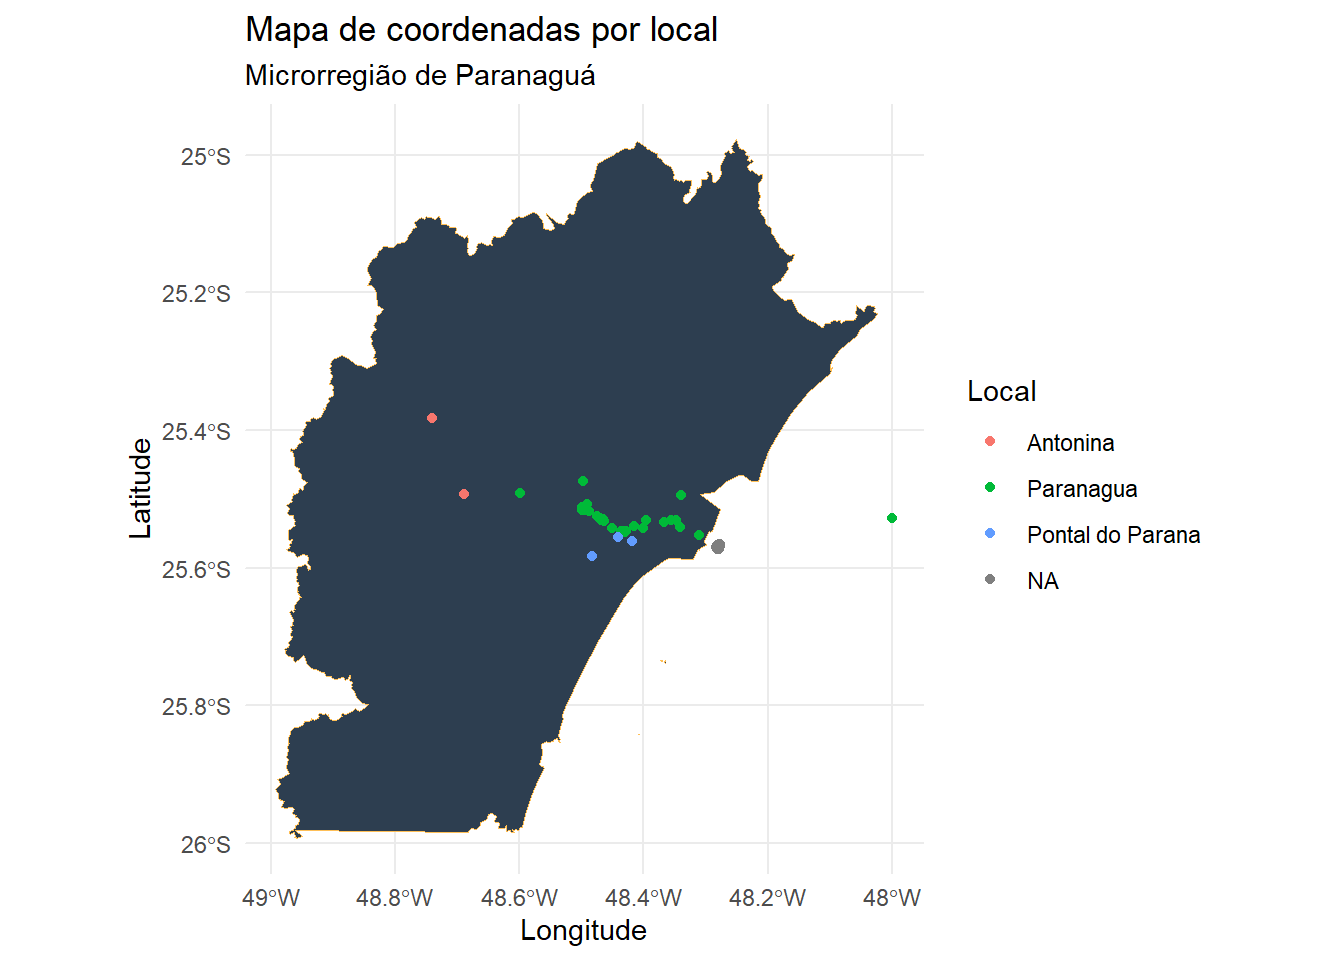 Mapa de coordenadas por local
Microrregião de Paranaguá
25°S
25.2°S
25.4°S
25.6°S
25.8°S
26°S
Latitude
49°W
48.8°W
48.6°W
48.4°W
48.2°W
48°W
Longitude
Local
Antonina
Paranagua
Pontal do Parana
NA